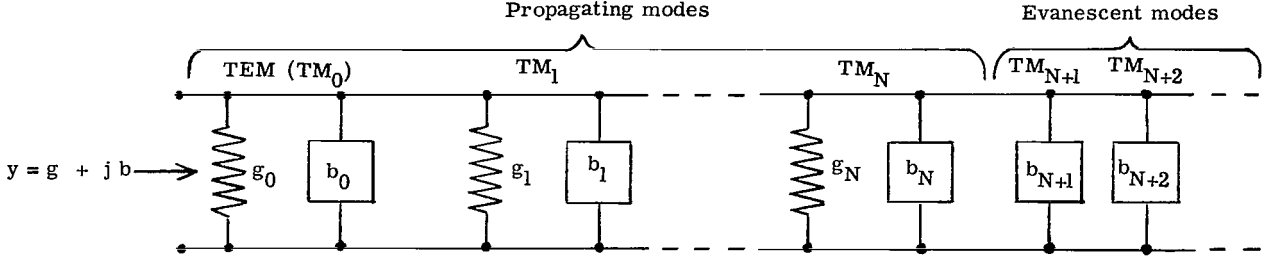 Propagating modes
Evanescent modes
TEM (TM0)
TM1
TMN
TMN+1
TMN+2
y = g + j b
g0
b0
g1
b1
gN
bN
bN+1
bN+2